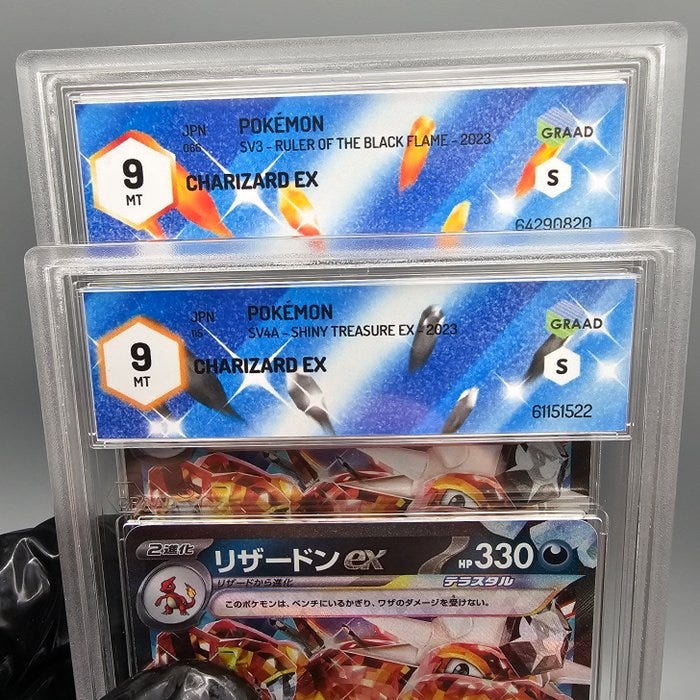 JPN POKÉMON GRAAD
066 SV3 - RULER OF THE BLACK FLAME - 2023
9 CHARIZARD EX S
MT
64290820
JPN POKÉMON
115 SV4A - SHINY TREASURE EX - 2023 GRAAD
9 CHARIZARD EX S
MT
61151522
2進化 リザードンex HP 330
リザードから進化 テラスタル
このポケモンは、ベンチにいるかぎり、ワザのダメージを受けない。